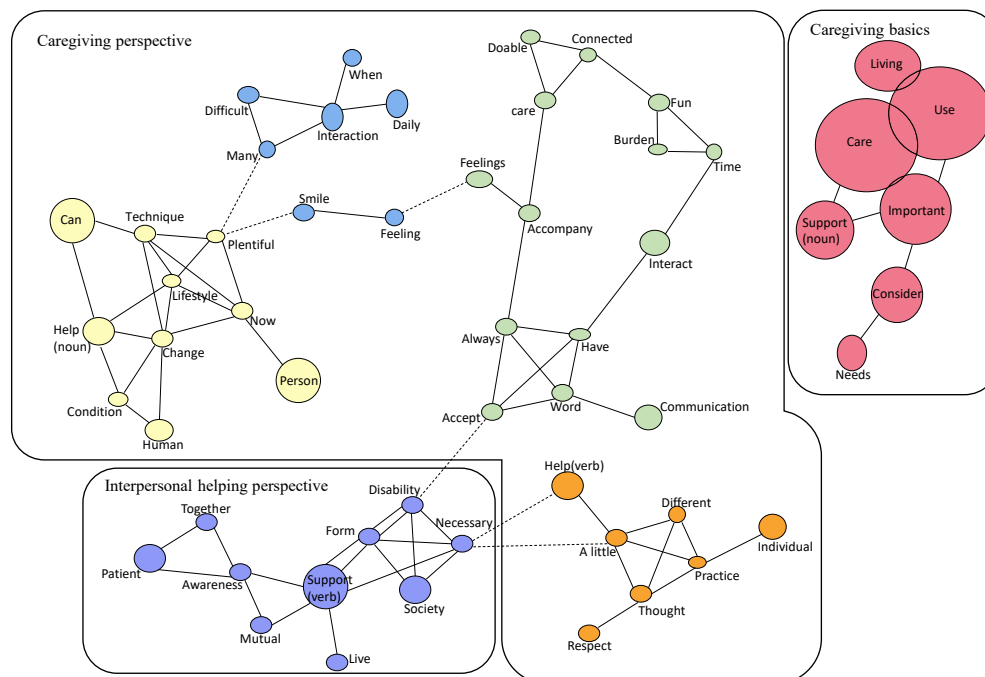 Caregiving perspective
Caregiving basics
Doable
Connected
When
Living
Difficult
care
Fun
Use
Interaction
Daily
Burden
Care
Many
Feelings
Time
Smile
Can
Technique
Plentiful
Feeling
Accompany
Support
(noun)
Important
Interact
Lifestyle
Now
Consider
Help
(noun)
Change
Always
Have
Needs
Person
Condition
Word
Communication
Accept
Human
Interpersonal helping perspective
Help(verb)
Disability
Together
Different
Form
Necessary
A little
Individual
Patient
Awareness
Support
(verb)
Practice
Society
Thought
Mutual
Respect
Live